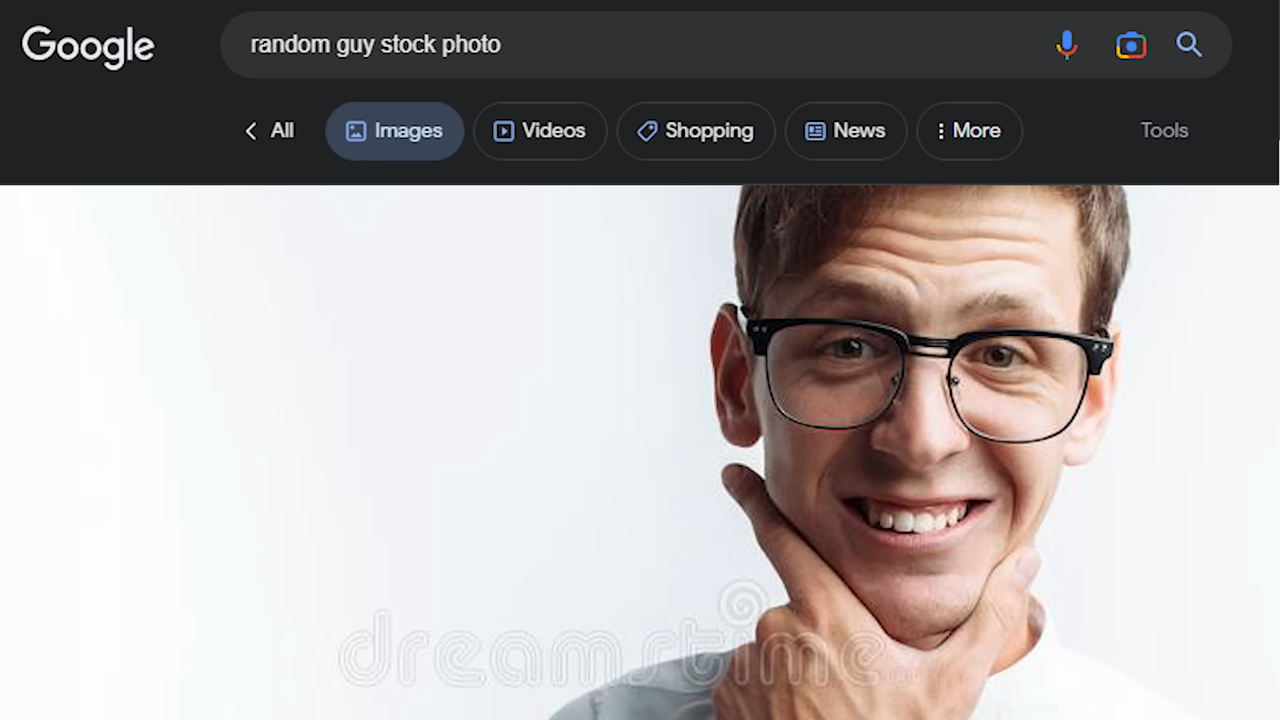 Google
random guy stock photo
All
Images
Videos
Shopping
News
More
Tools
dreamstime.